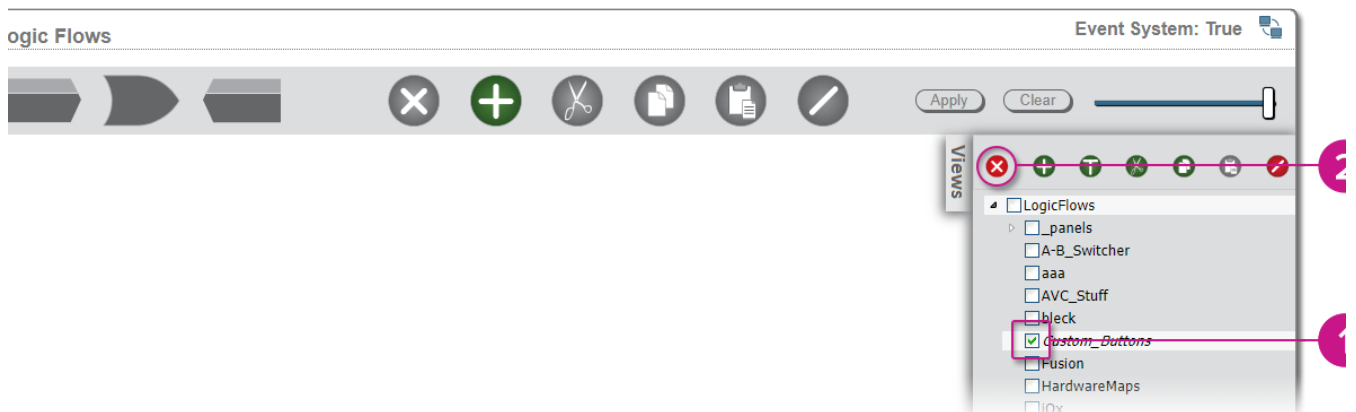 ogic Flows
Event System: True
Apply
Clear
Views
2
LogicFlows
_panels
A-B_Switcher
aaa
AVC_Stuff
bleck
Custom_Buttons
1
Fusion
HardwareMaps
IOx